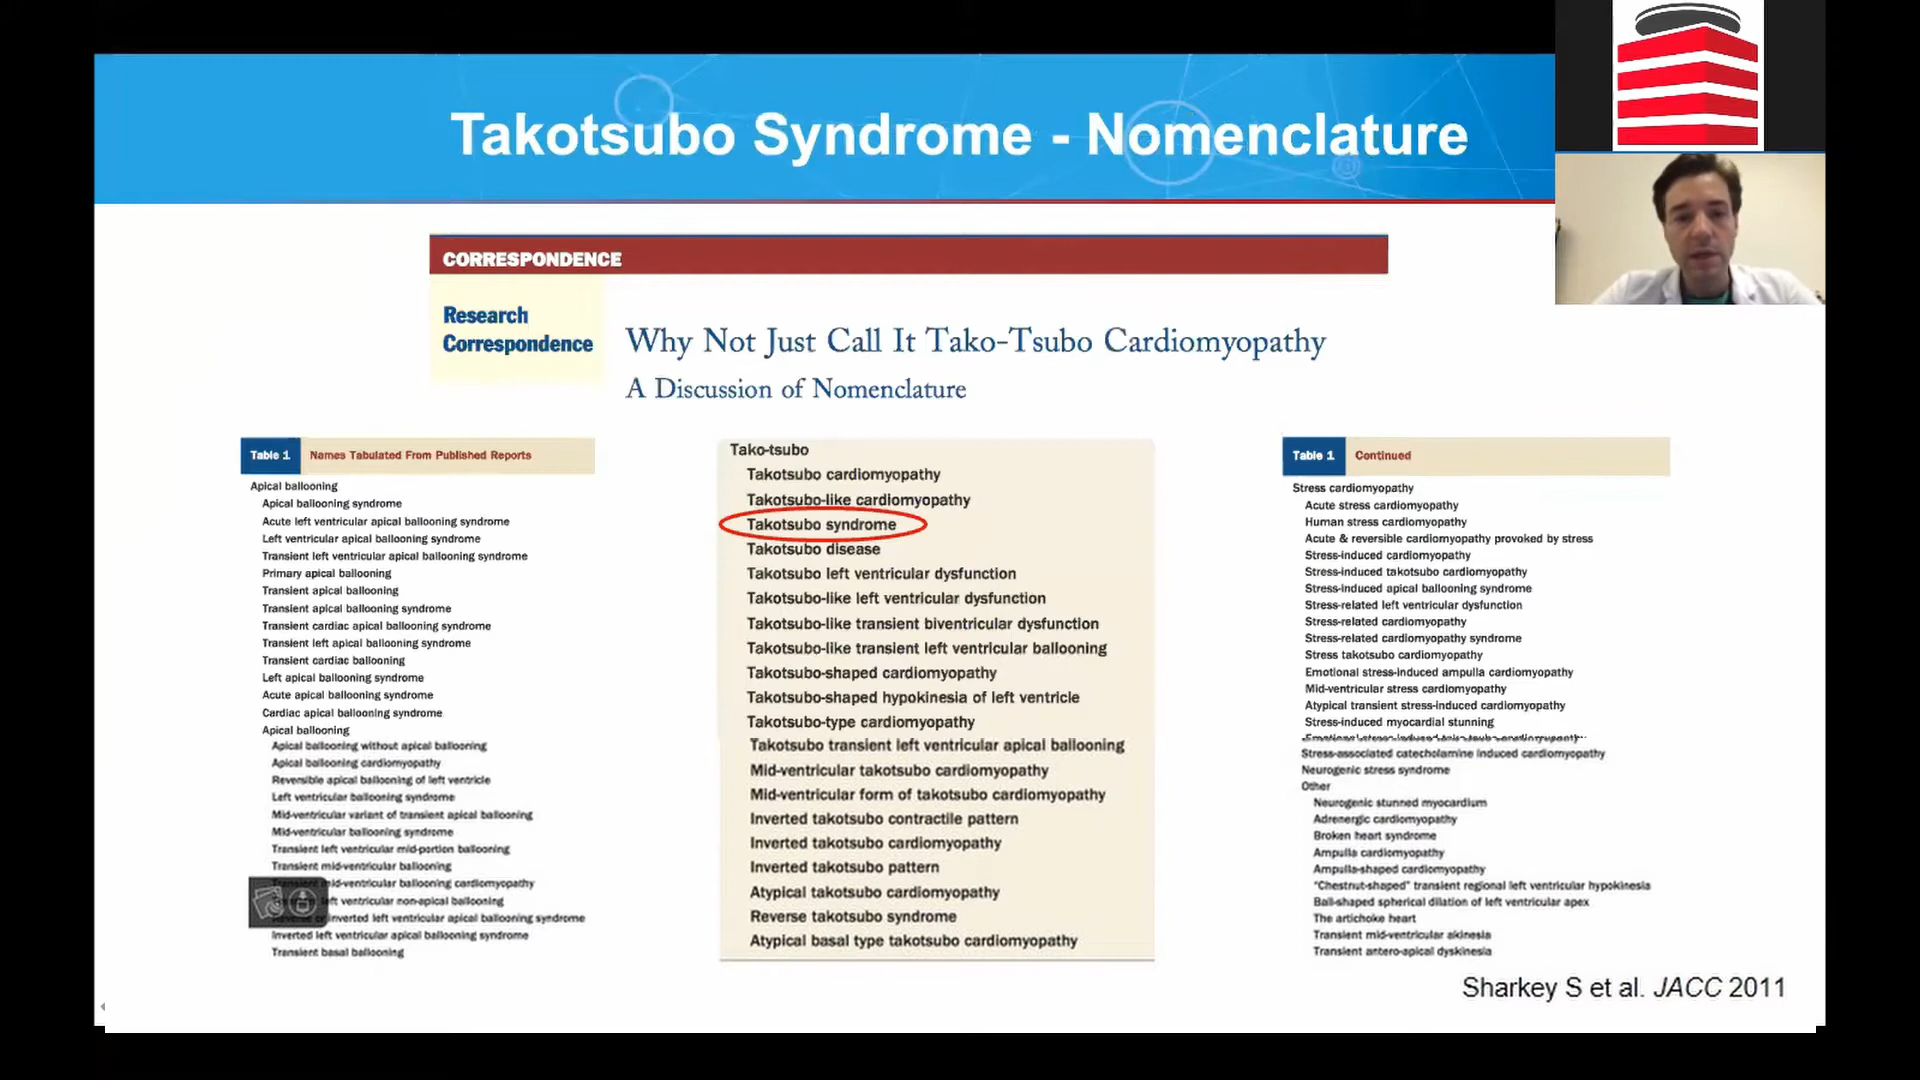 Takotsubo Syndrome - Nomenclature
CORRESPONDENCE
Research
Correspondence
Why Not Just Call It Tako-Tsubo Cardiomyopathy
A Discussion of Nomenclature
Table 1 Names Tabulated From Published Reports
Apical ballooning
Apical ballooning syndrome
Acute left ventricular apical ballooning syndrome
Left ventricular apical ballooning syndrome
Transient left ventricular apical ballooning syndrome
Primary apical ballooning
Transient apical ballooning
Transient apical ballooning syndrome
Transient cardiac apical ballooning syndrome
Transient left apical ballooning syndrome
Transient cardiac ballooning
Left apical ballooning syndrome
Acute apical ballooning syndrome
Cardiac apical ballooning syndrome
Apical ballooning
Apical ballooning without apical ballooning
Apical ballooning cardiomyopathy
Reversible apical ballooning of left ventricle
Left ventricular ballooning syndrome
Mid-ventricular variant of transient apical ballooning
Mid-ventricular ballooning syndrome
Transient left ventricular mid-portion ballooning
Transient mid-ventricular ballooning
Transient mid-ventricular ballooning cardiomyopathy
left ventricular non-apical ballooning
inverted left ventricular apical ballooning syndrome
Inverted left ventricular apical ballooning syndrome
Transient basal ballooning
Tako-tsubo
Takotsubo cardiomyopathy
Takotsubo-like cardiomyopathy
Takotsubo syndrome
Takotsubo disease
Takotsubo left ventricular dysfunction
Takotsubo-like left ventricular dysfunction
Takotsubo-like transient biventricular dysfunction
Takotsubo-like transient left ventricular ballooning
Takotsubo-shaped cardiomyopathy
Takotsubo-shaped hypokinesia of left ventricle
Takotsubo-type cardiomyopathy
Takotsubo transient left ventricular apical ballooning
Mid-ventricular takotsubo cardiomyopathy
Mid-ventricular form of takotsubo cardiomyopathy
Inverted takotsubo contractile pattern
Inverted takotsubo cardiomyopathy
Inverted takotsubo pattern
Atypical takotsubo cardiomyopathy
Reverse takotsubo syndrome
Atypical basal type takotsubo cardiomyopathy
Table 1 Continued
Stress cardiomyopathy
Acute stress cardiomyopathy
Human stress cardiomyopathy
Acute & reversible cardiomyopathy provoked by stress
Stress-induced cardiomyopathy
Stress-induced takotsubo cardiomyopathy
Stress-induced apical ballooning syndrome
Stress-related left ventricular dysfunction
Stress-related cardiomyopathy
Stress-related cardiomyopathy syndrome
Stress takotsubo cardiomyopathy
Emotional stress-induced ampulla cardiomyopathy
Mid-ventricular stress cardiomyopathy
Atypical transient stress-induced cardiomyopathy
Stress-induced myocardial stunning
Stress-associated catecholamine induced cardiomyopathy
Neurogenic stress syndrome
Other
Neurogenic stunned myocardium
Adrenergic cardiomyopathy
Broken heart syndrome
Ampulla cardiomyopathy
Ampulla-shaped cardiomyopathy
"Chestnut-shaped" transient regional left ventricular hypokinesia
Ball-shaped spherical dilation of left ventricular apex
The artichoke heart
Transient mid-ventricular akinesia
Transient antero-apical dyskinesia
Sharkey S et al. JACC 2011